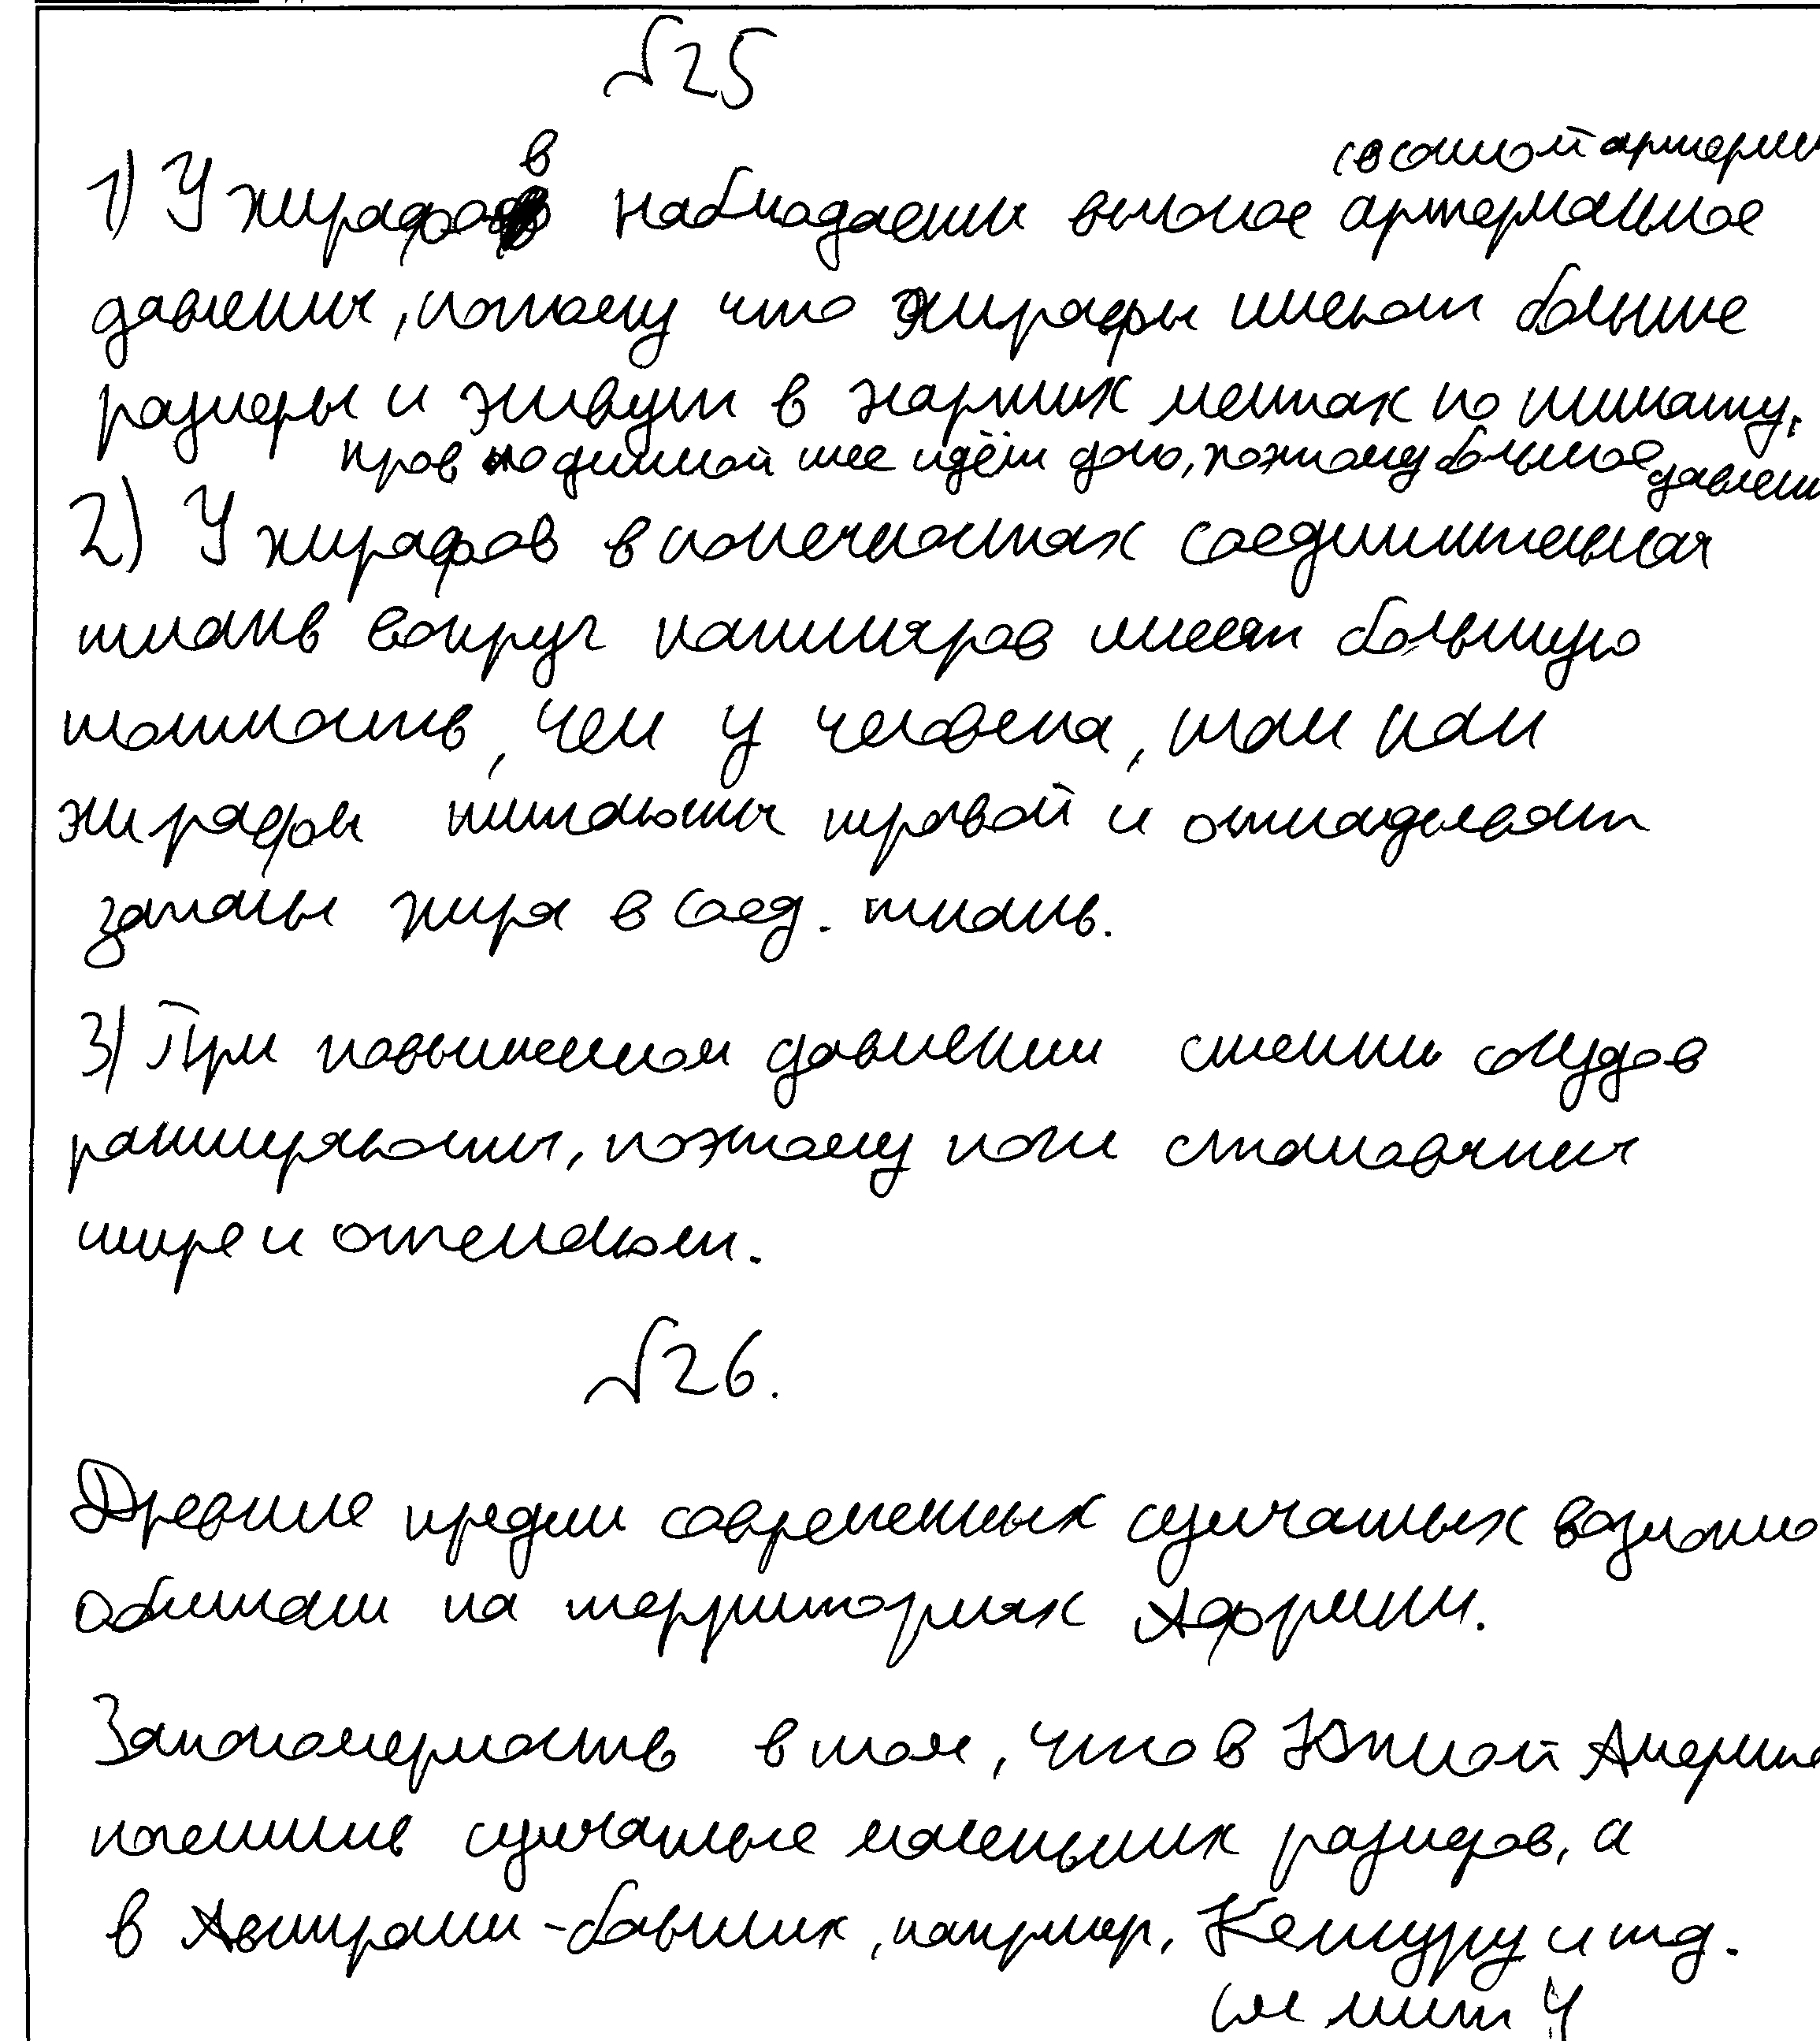 №25
в сонной артерии
1) У жирафов наблюдается высокое артериальное
давление, потому что жирафы имеют больше
размеры и живут в жарких местах по климату.
кров по длинной шее идёт долго, поэтому большое давление
2) У жирафов в конечностях соединительная
ткань вокруг капилляров имеет большую
плотность, чем у человека, так как
жирафы питаются травой и откладывают
запасы жира в соед. ткань.
3) При повышенном давлении стенки сосудов
расширяются, поэтому ноги становятся
шире и отекают.
№26.
Древние предки современных сумчатых возможно
обитали на территориях Африки.
Закономерность в том, что в Южной Америке
сумчатые маленьких размеров, а
в Австралии - больших, например, Кенгуру и тд.
см лист 4